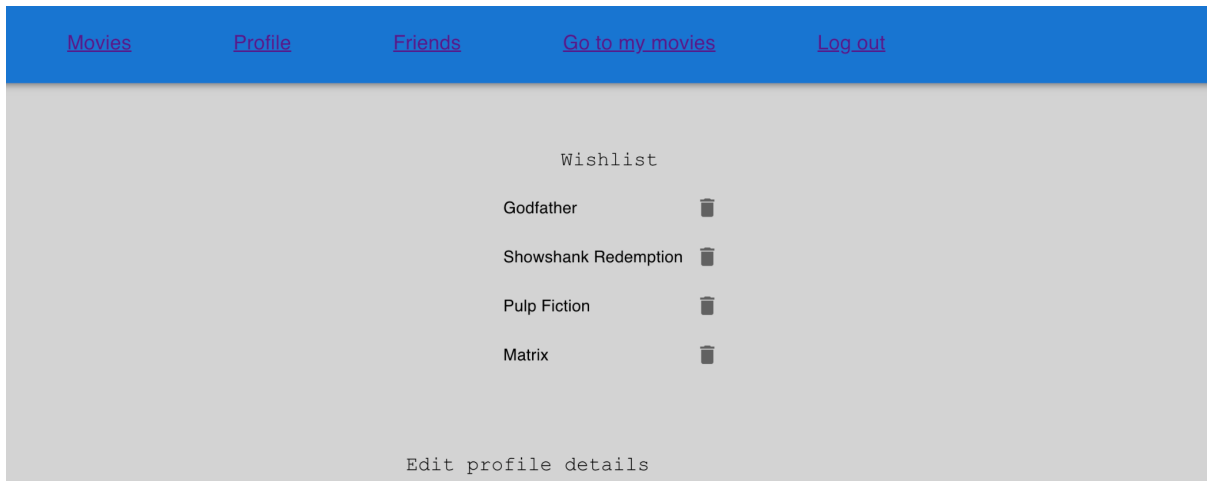 Movies Profile Friends Go to my movies Log out
Wishlist
Godfather
Showshank Redemption
Pulp Fiction
Matrix
Edit profile details